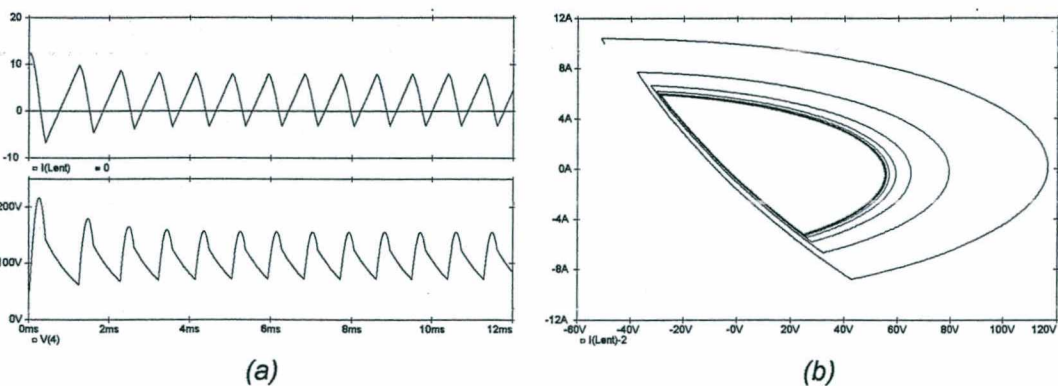 20
10
0
-10
□ I(Lent) ■ 0
200V
100V
0V
0ms 2ms 4ms 6ms 8ms 10ms 12ms
□ V(4)
(a)
12A
8A
4A
0A
-4A
-8A
-12A
-60V -40V -20V -0V 20V 40V 60V 80V 100V 120V
□ I(Lent)-2
(b)